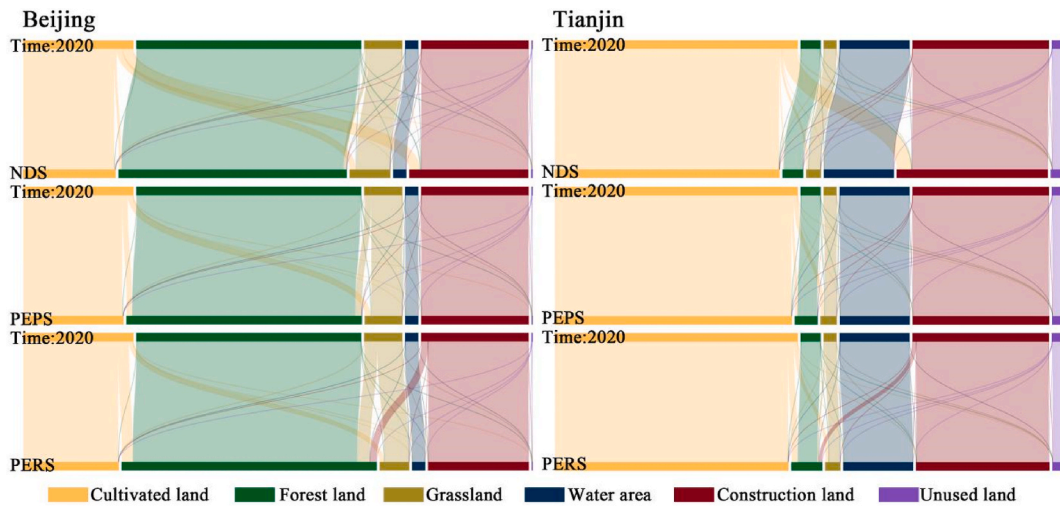 Beijing
Tianjin
Time:2020
Time:2020
NDS
NDS
Time:2020
Time:2020
PEPS
PEPS
Time:2020
Time:2020
PERS
PERS
Cultivated land
Forest land
Grassland
Water area
Construction land
Unused land